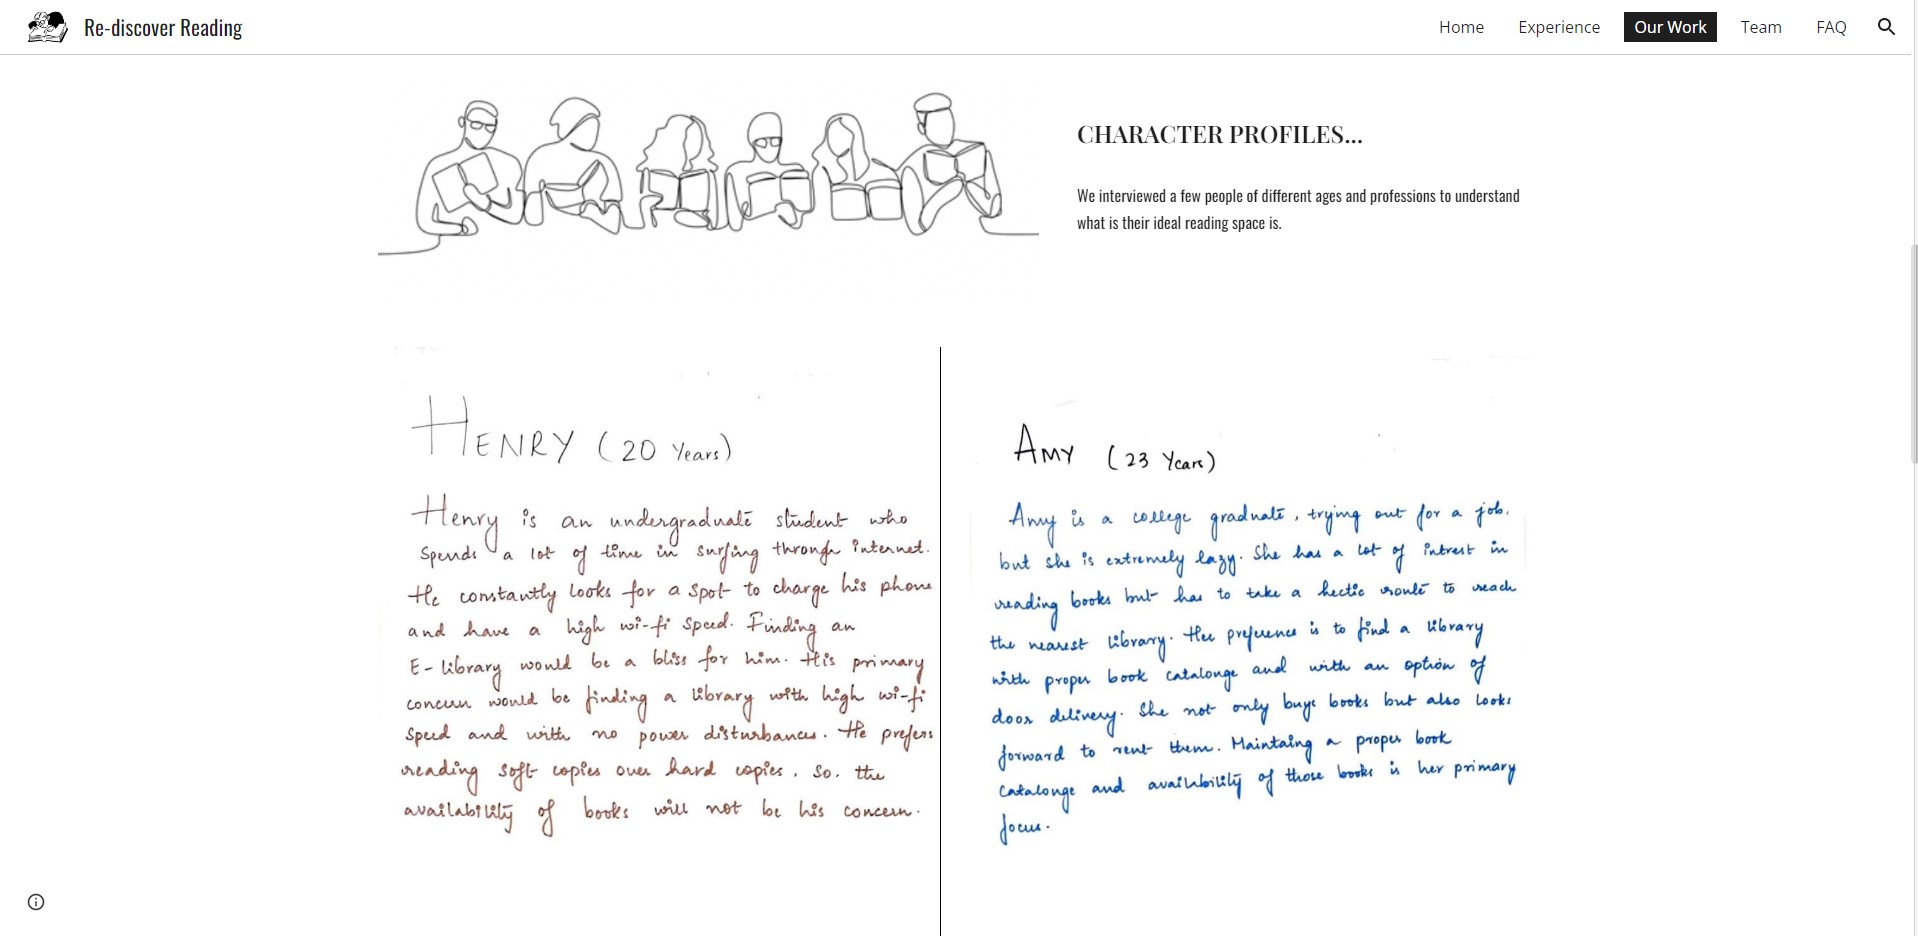 Re-discover Reading
Home
Experience
Our Work
Team
FAQ
CHARACTER PROFILES...
We interviewed a few people of different ages and professions to understand
what is their ideal reading space is.
HENRY (20 Years)
Henry is an undergraduate student who
spends a lot of time in surfing through internet.
He constantly looks for a spot to charge his phone
and have a high wi-fi speed. Finding an
E-library would be a bliss for him. His primary
concern would be finding a library with high wi-fi
speed and with no power disturbances. He prefers
reading soft copies over hard copies. So, the
availability of books will not be his concern.
AMY (23 Years)
Amy is a college graduate, trying out for a job.
but she is extremely lazy. She has a lot of intrest in
reading books but has to take a hectic route to reach
the nearest library. Her preference is to find a library
with proper book catalonge and with an option of
door delivery. She not only buys books but also looks
forward to rent them. Maintaing a proper book
catalonge and availability of those books is her primary
focus.